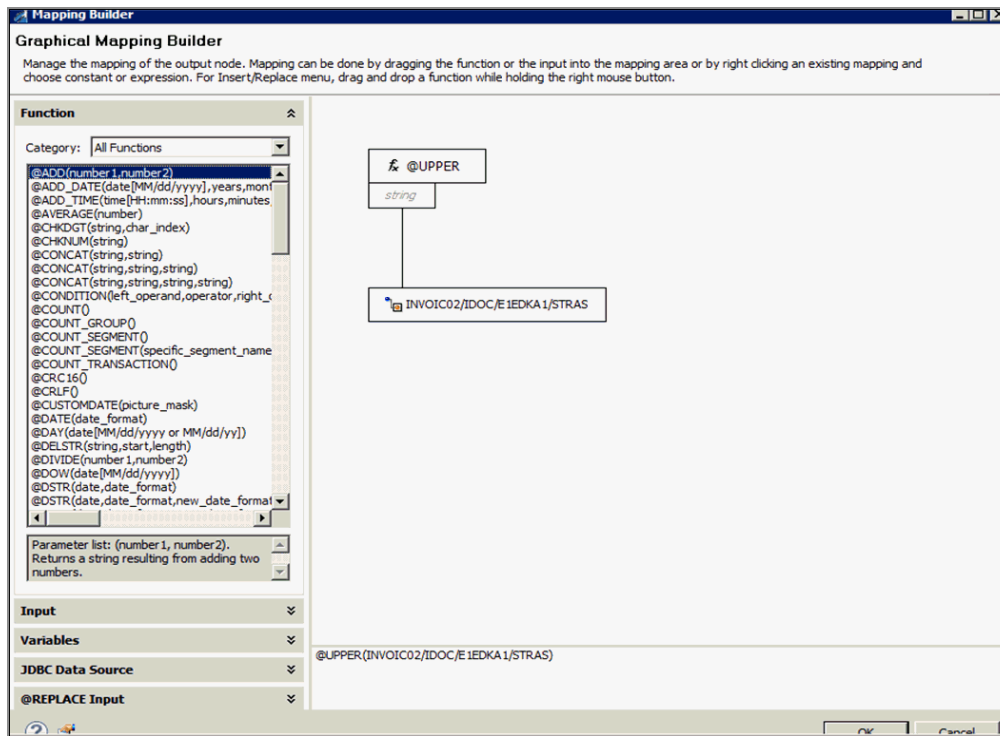 Mapping Builder
Graphical Mapping Builder
Manage the mapping of the output node. Mapping can be done by dragging the function or the input into the mapping area or by right clicking an existing mapping and
choose constant or expression. For Insert/Replace menu, drag and drop a function while holding the right mouse button.
Function
Category: All Functions
@ADD(number1,number2)
@ADD_DATE(date[MM/dd/yyyy],years,mont
@ADD_TIME(time[HH:mm:ss],hours,minutes,
@AVERAGE(number)
@CHKDGT(string,char_index)
@CHKNUM(string)
@CONCAT(string,string)
@CONCAT(string,string,string)
@CONCAT(string,string,string,string)
@CONDITION(left_operand,operator,right_o
@COUNT()
@COUNT_GROUP()
@COUNT_SEGMENT()
@COUNT_SEGMENT(specific_segment_name
@COUNT_TRANSACTION()
@CRC16()
@CRLF()
@CUSTOMDATE(picture_mask)
@DATE(date_format)
@DAY(date[MM/dd/yyyy or MM/dd/yy])
@DELSTR(string,start,length)
@DIVIDE(number1,number2)
@DOW(date[MM/dd/yyyy])
@DSTR(date,date_format)
@DSTR(date,date_format,new_date_format
Parameter list: (number1, number2).
Returns a string resulting from adding two
numbers.
Input
Variables
JDBC Data Source
@REPLACE Input
fx @UPPER
string
INVOIC02/IDOC/E1EDKA1/STRAS
@UPPER(INVOIC02/IDOC/E1EDKA1/STRAS)
OK Cancel